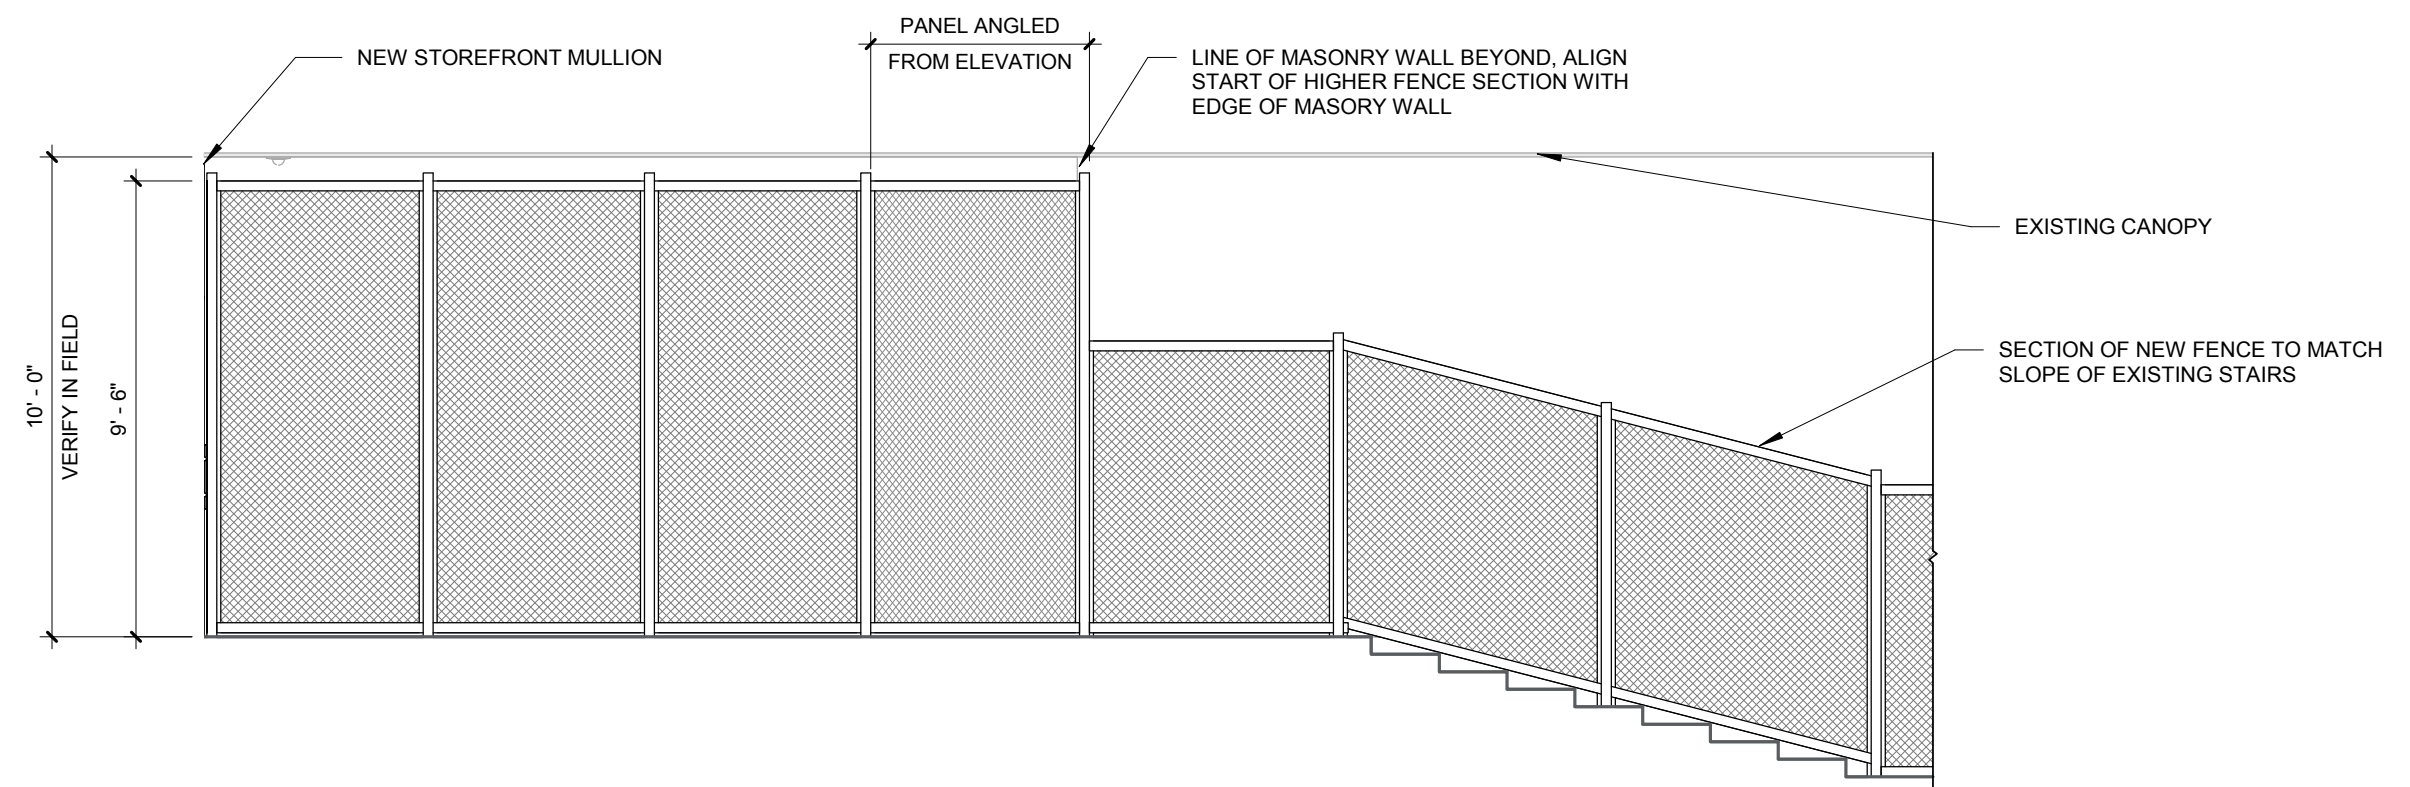 PANEL ANGLED
FROM ELEVATION
NEW STOREFRONT MULLION
LINE OF MASONRY WALL BEYOND, ALIGN
START OF HIGHER FENCE SECTION WITH
EDGE OF MASORY WALL
EXISTING CANOPY
SECTION OF NEW FENCE TO MATCH
SLOPE OF EXISTING STAIRS
10' - 0"
VERIFY IN FIELD
9' - 6"